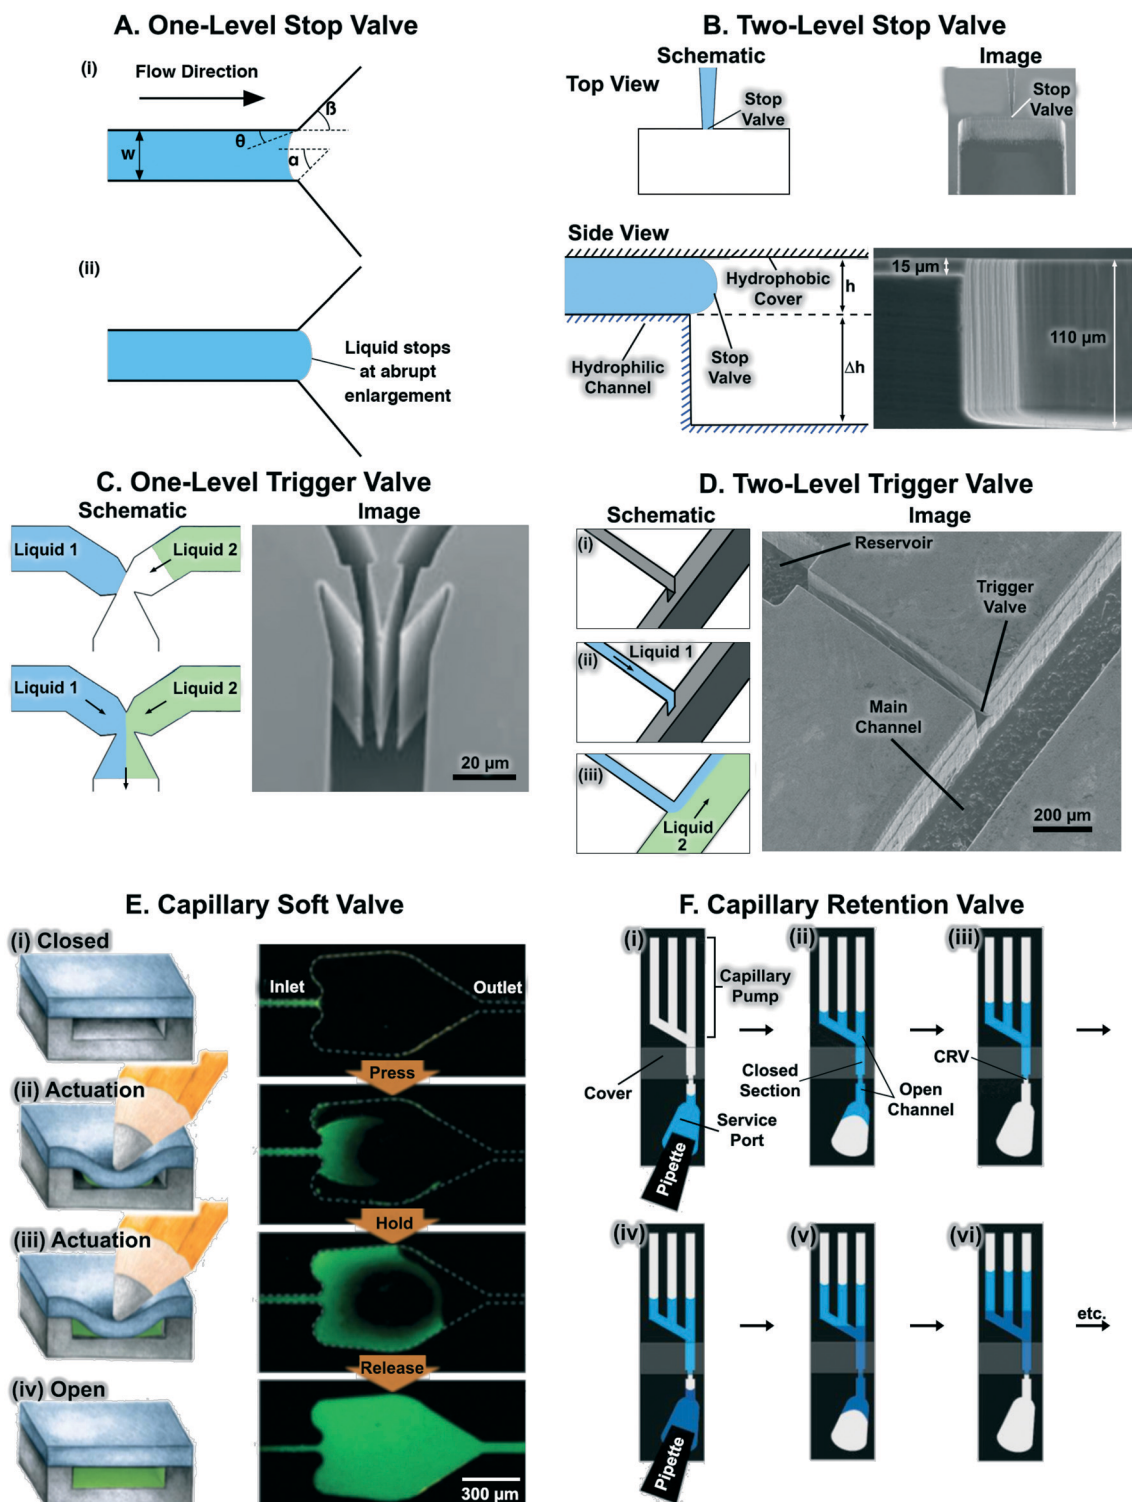 A. One-Level Stop Valve
(i)
Flow Direction
w
θ
α
ß
(ii)
Liquid stops
at abrupt
enlargement
B. Two-Level Stop Valve
Schematic
Image
Top View
Stop
Valve
Stop
Valve
Side View
Hydrophobic
Cover
h
Hydrophilic
Channel
Stop
Valve
Δh
15 µm
110 µm
C. One-Level Trigger Valve
Schematic
Image
Liquid 1
Liquid 2
Liquid 1
Liquid 2
20 µm
D. Two-Level Trigger Valve
Schematic
Image
(i)
(ii)
Liquid 1
(iii)
Liquid
2
Reservoir
Trigger
Valve
Main
Channel
200 µm
E. Capillary Soft Valve
(i) Closed
Inlet
Outlet
Press
(ii) Actuation
Hold
(iii) Actuation
Release
(iv) Open
300 µm
F. Capillary Retention Valve
(i)
(ii)
(iii)
Capillary
Pump
Cover
Closed
Section
CRV
Open
Channel
Service
Port
Pipette
(iv)
(v)
(vi)
etc.
Pipette